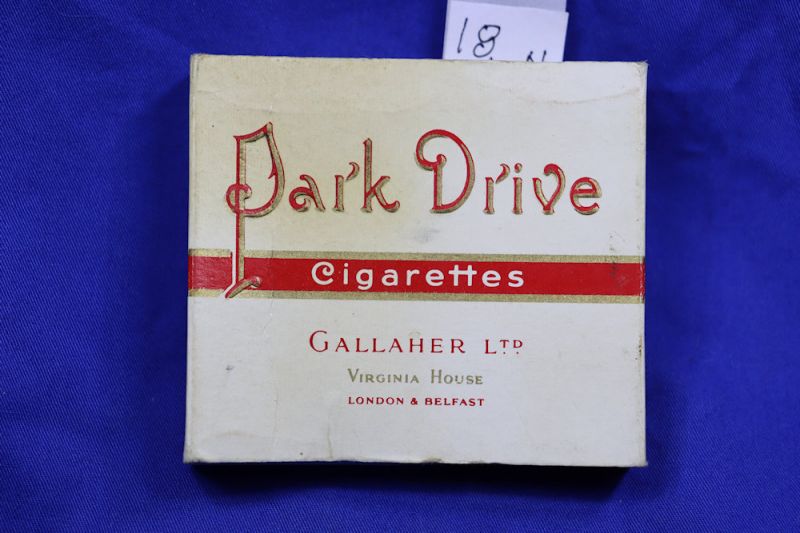 18
Park Drive
Cigarettes
GALLAHER LTD
VIRGINIA HOUSE
LONDON & BELFAST